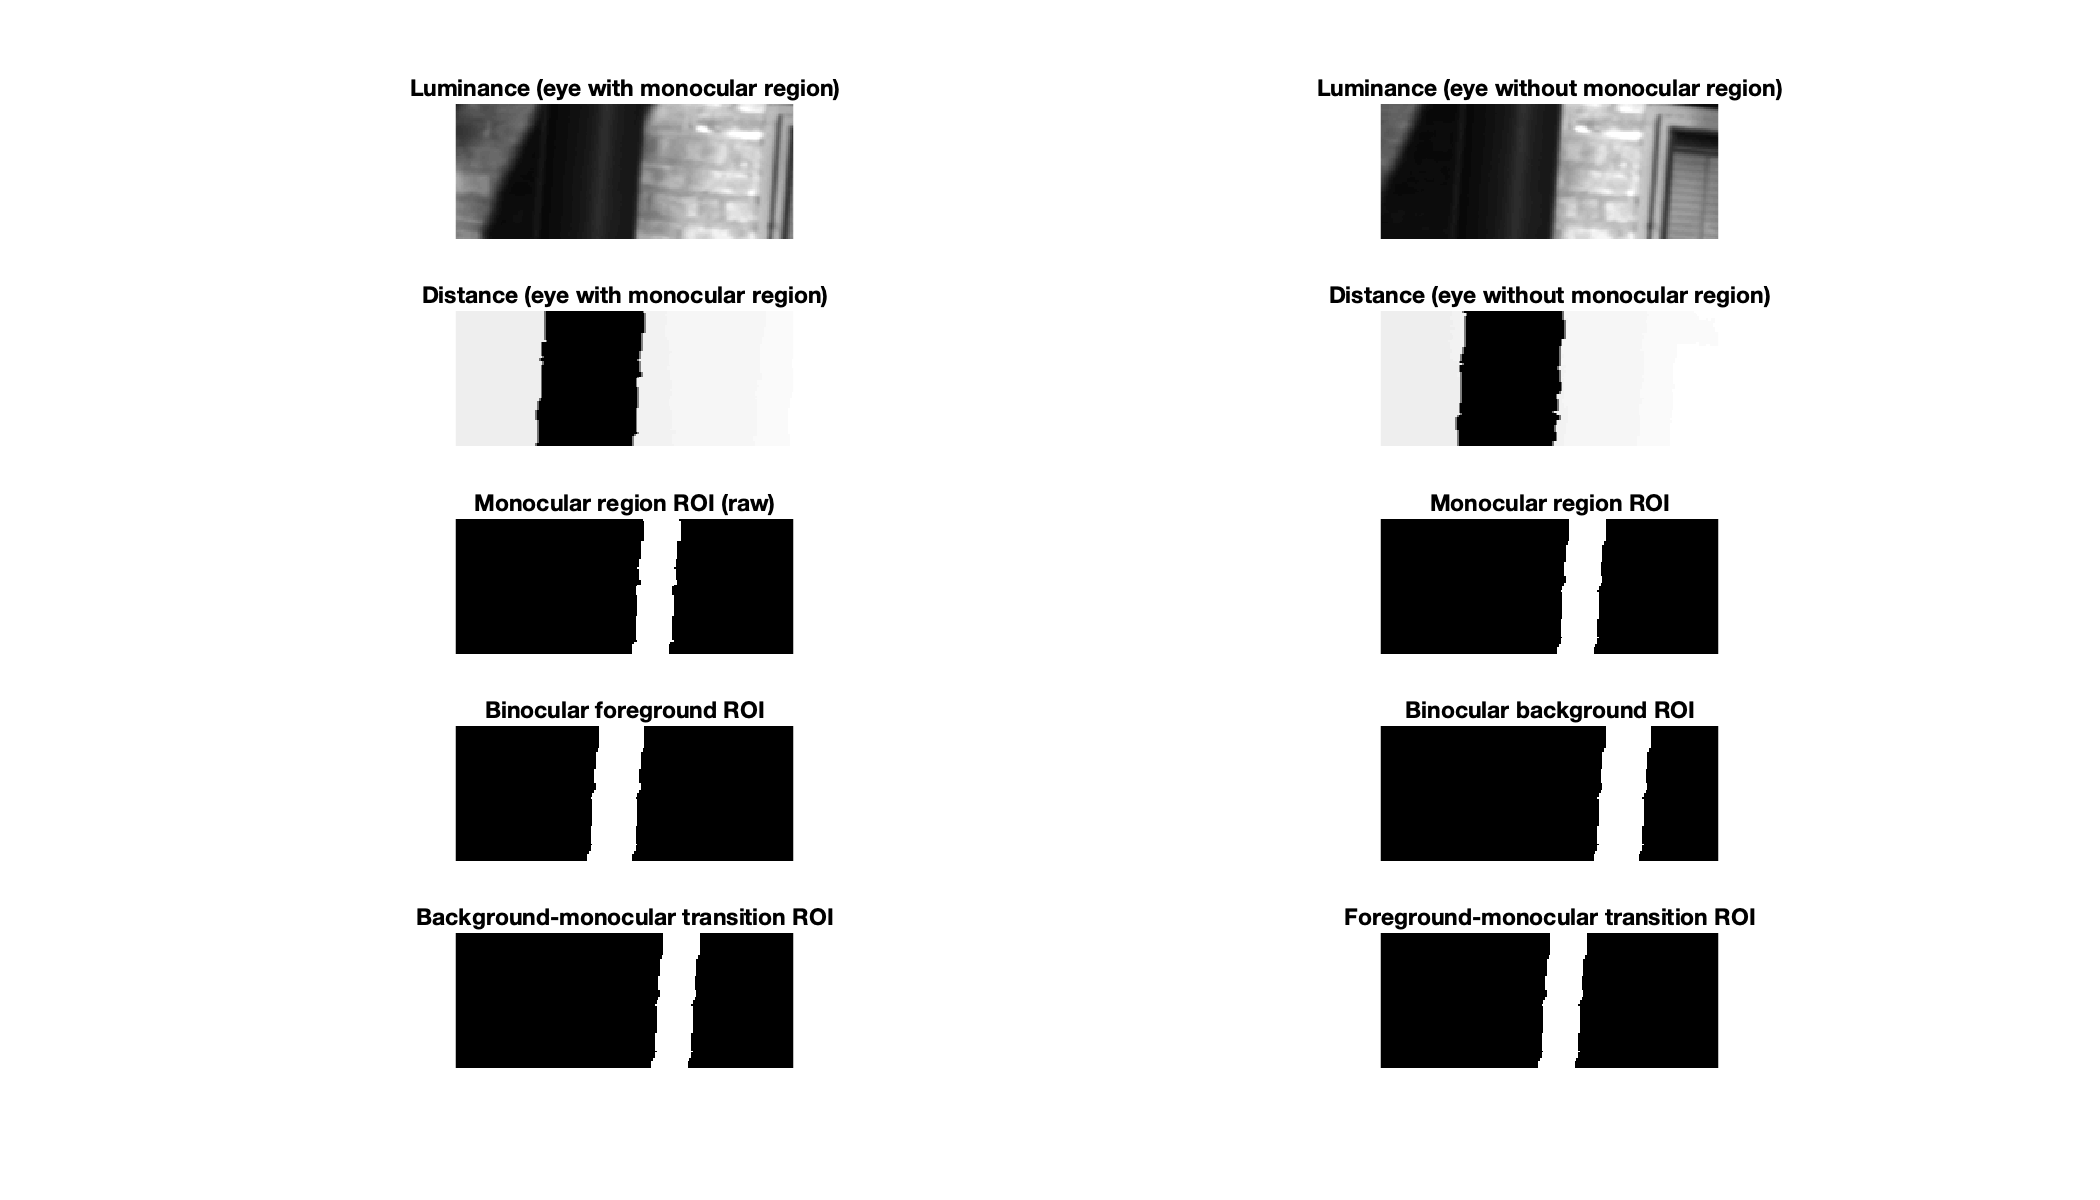 Luminance (eye with monocular region)
Luminance (eye without monocular region)
Distance (eye with monocular region)
Distance (eye without monocular region)
Monocular region ROI (raw)
Monocular region ROI
Binocular foreground ROI
Binocular background ROI
Background-monocular transition ROI
Foreground-monocular transition ROI